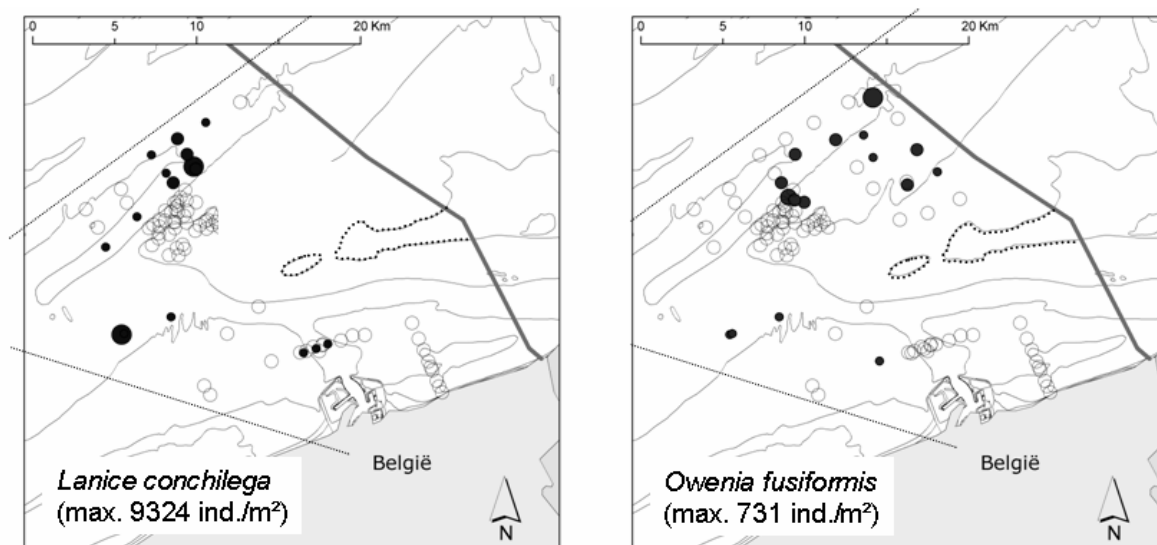 0 5 10 20 Km
België
Lanice conchilega
(max. 9324 ind./m²)
N
0 5 10 20 Km
België
Owenia fusiformis
(max. 731 ind./m²)
N